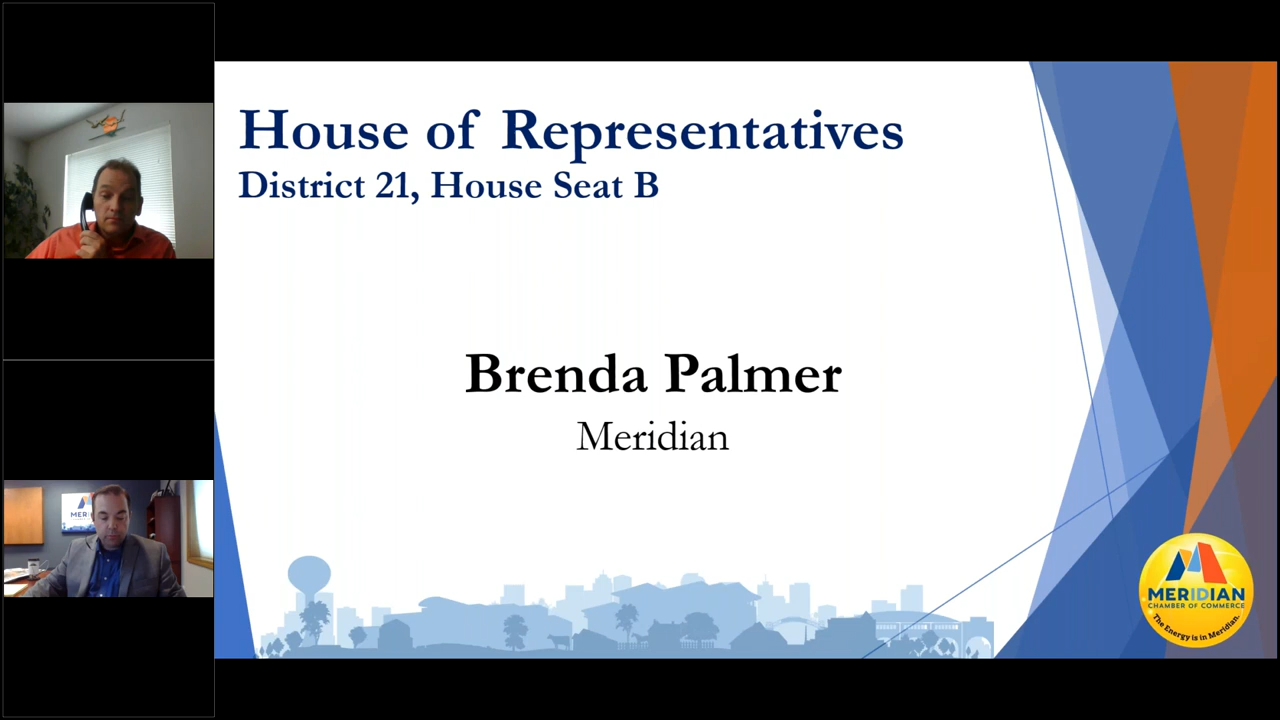 House of Representatives
District 21, House Seat B
Brenda Palmer
Meridian
MERIDIAN
CHAMBER OF COMMERCE
The Energy is in Meridian.